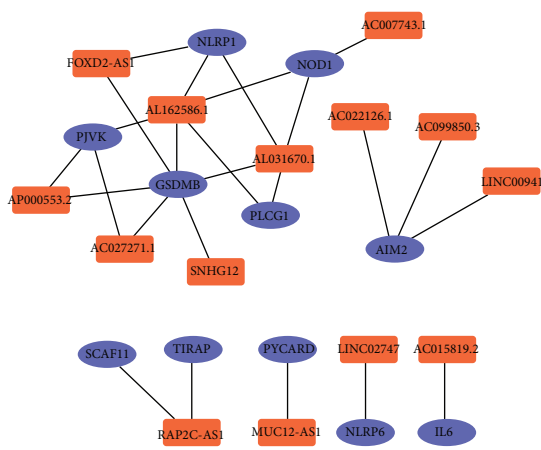 AC007743.1
NLRP1
FOXD2-AS1
NOD1
AL162586.1
AC022126.1
AC099850.3
PJVK
AL031670.1
LINC00941
GSDMB
AP000553.2
PLCG1
AC027271.1
AIM2
SNHG12
SCAF11
TIRAP
PYCARD
LINC02747
AC015819.2
RAP2C-AS1
MUC12-AS1
NLRP6
IL6